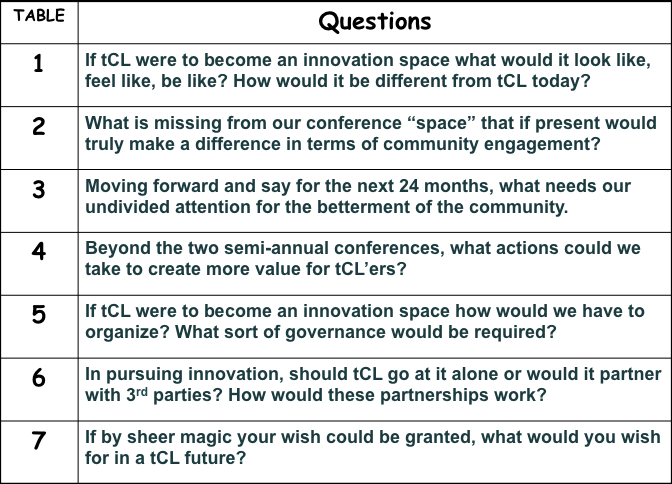 TABLE Questions
1 If tCL were to become an innovation space what would it look like,
feel like, be like? How would it be different from tCL today?
2 What is missing from our conference “space” that if present would
truly make a difference in terms of community engagement?
3 Moving forward and say for the next 24 months, what needs our
undivided attention for the betterment of the community.
4 Beyond the two semi-annual conferences, what actions could we
take to create more value for tCL’ers?
5 If tCL were to become an innovation space how would we have to
organize? What sort of governance would be required?
6 In pursuing innovation, should tCL go at it alone or would it partner
with 3rd parties? How would these partnerships work?
7 If by sheer magic your wish could be granted, what would you wish
for in a tCL future?